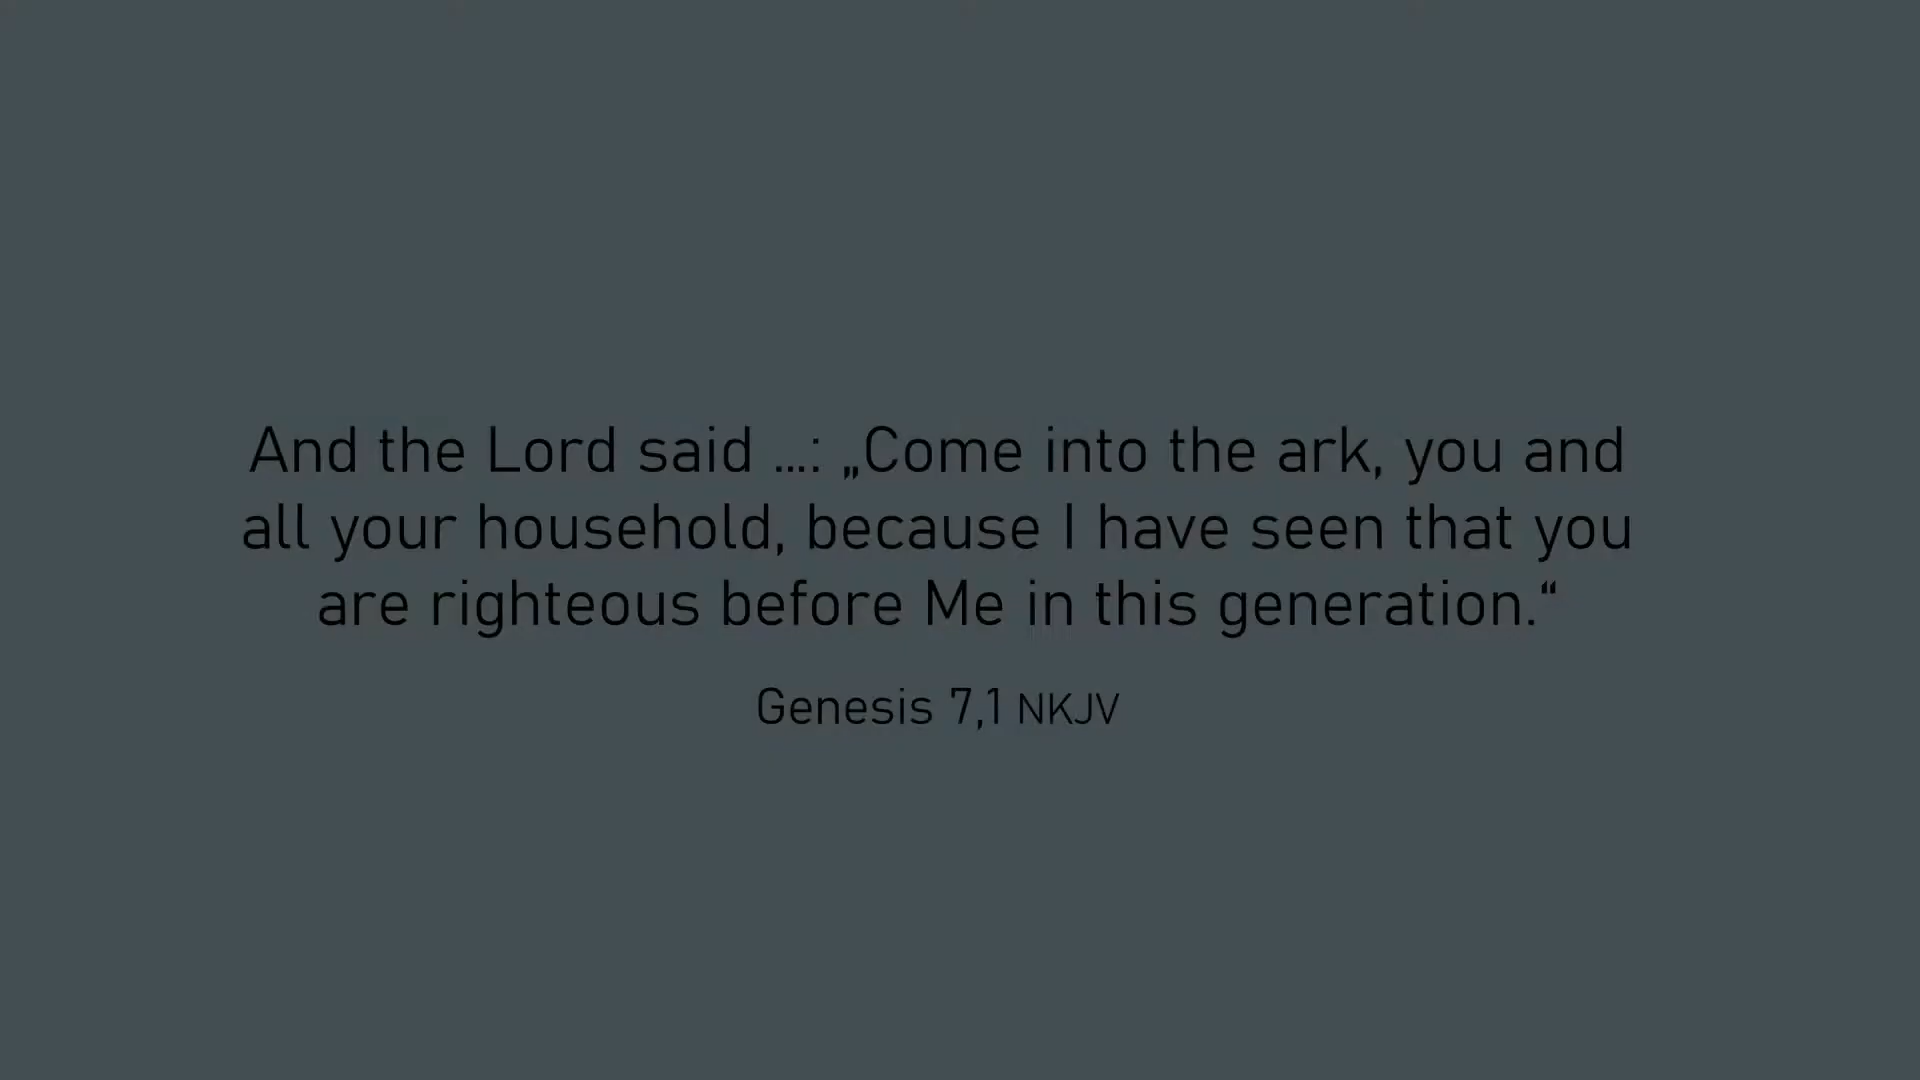 And the Lord said ...: „Come into the ark, you and
all your household, because I have seen that you
are righteous before Me in this generation.“
Genesis 7,1 NKJV